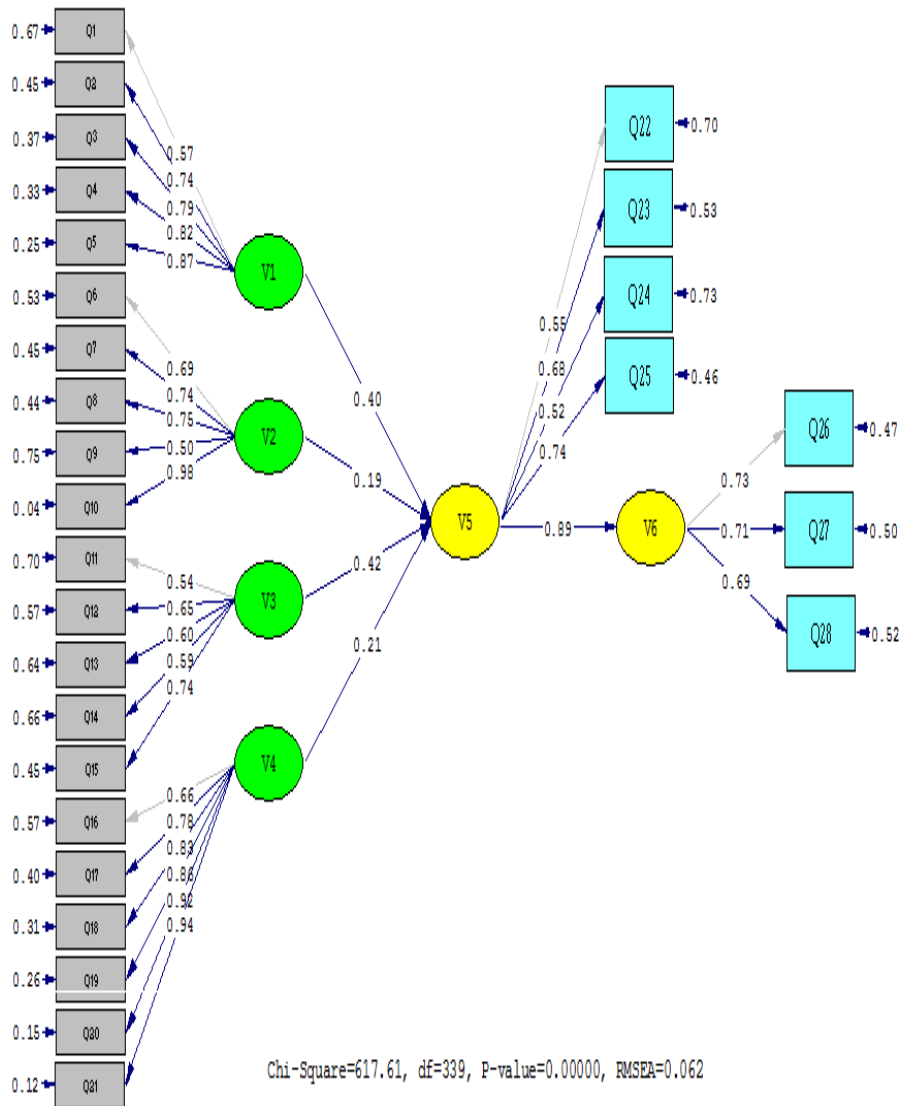 0.67 Q1
0.45 Q2
0.37 Q3
0.33 Q4
0.25 Q5
0.53 Q6
0.45 Q7
0.44 Q8
0.75 Q9
0.04 Q10
0.70 Q11
0.57 Q12
0.64 Q13
0.66 Q14
0.45 Q15
0.57 Q16
0.40 Q17
0.31 Q18
0.26 Q19
0.15 Q20
0.12 Q21
0.57
0.74
0.79
0.82
0.87
0.69
0.74
0.75
0.50
0.98
0.54
0.65
0.60
0.59
0.74
0.66
0.78
0.83
0.86
0.92
0.94
V1
V2
V3
V4
0.40
0.19
0.42
0.21
V5
0.55
0.68
0.52
0.74
Q22 0.70
Q23 0.53
Q24 0.73
Q25 0.46
0.89
V6
0.73
0.71
0.69
Q26 0.47
Q27 0.50
Q28 0.52
Chi-Square=617.61, df=339, P-value=0.00000, RMSEA=0.062